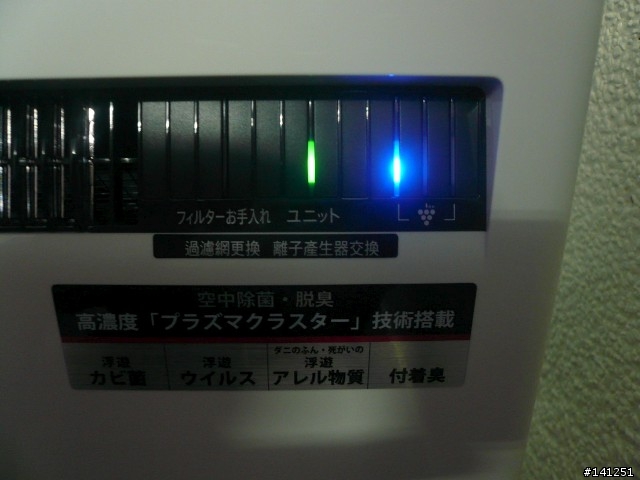 フィルターお手入れ ユニット
過濾網更換 離子產生器交換
空中除菌・脱臭
高濃度「プラズマクラスター」技術搭載
浮遊 カビ菌
浮遊 ウイルス
ダニのふん・死がいの 浮遊 アレル物質
付着臭
#141251